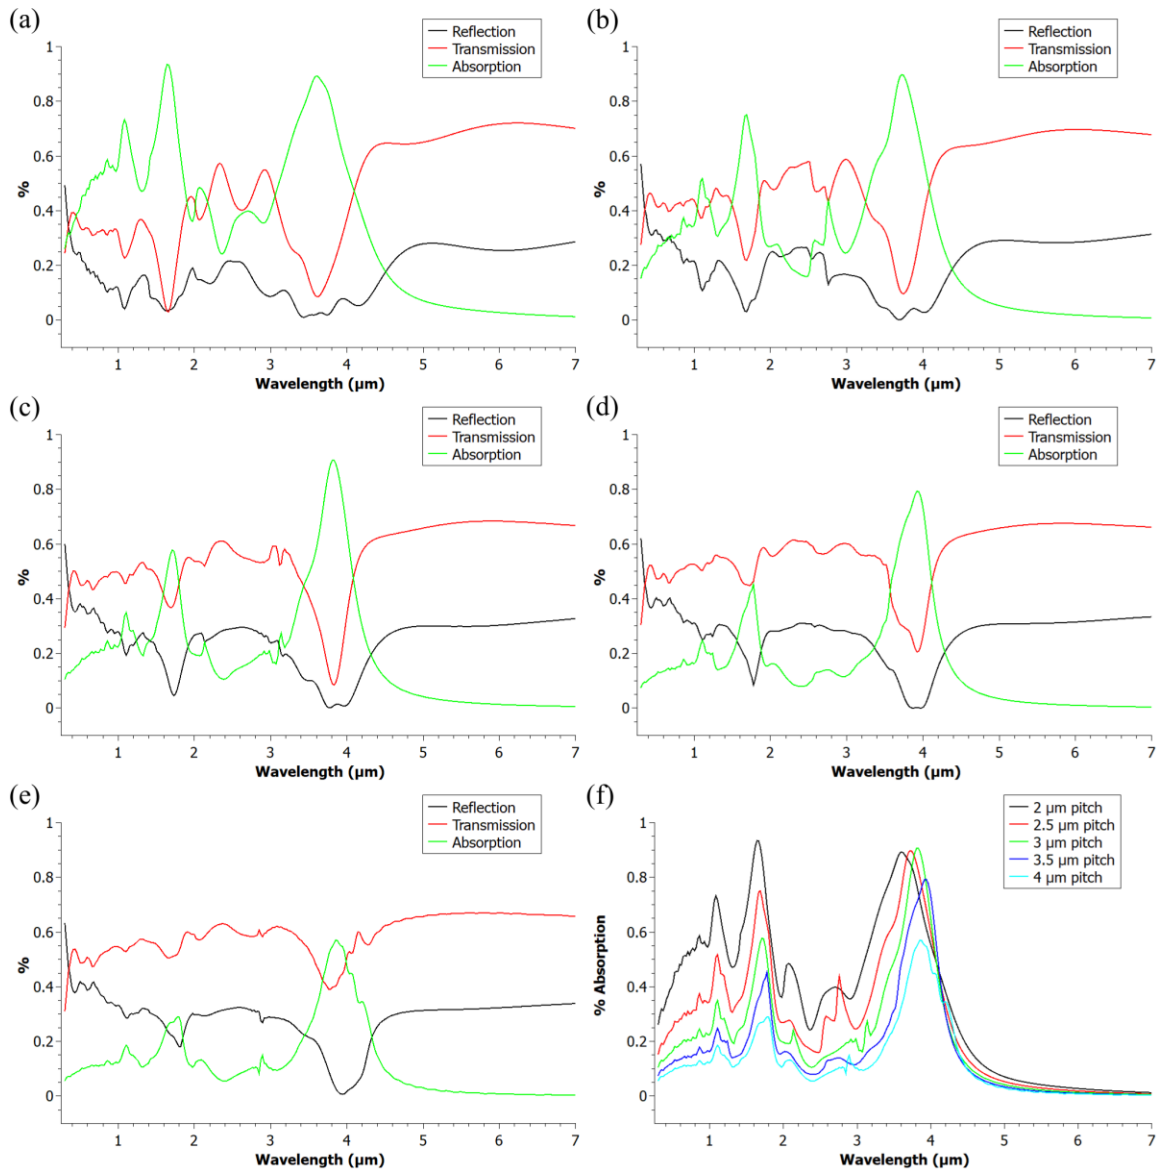 (a)
Reflection
Transmission
Absorption
1
0.8
0.6
0.4
0.2
0
%
1 2 3 4 5 6 7
Wavelength (μm)
(b)
Reflection
Transmission
Absorption
1
0.8
0.6
0.4
0.2
0
%
1 2 3 4 5 6 7
Wavelength (μm)
(c)
Reflection
Transmission
Absorption
1
0.8
0.6
0.4
0.2
0
%
1 2 3 4 5 6 7
Wavelength (μm)
(d)
Reflection
Transmission
Absorption
1
0.8
0.6
0.4
0.2
0
%
1 2 3 4 5 6 7
Wavelength (μm)
(e)
Reflection
Transmission
Absorption
1
0.8
0.6
0.4
0.2
0
%
1 2 3 4 5 6 7
Wavelength (μm)
(f)
2 μm pitch
2.5 μm pitch
3 μm pitch
3.5 μm pitch
4 μm pitch
1
0.8
0.6
0.4
0.2
0
% Absorption
1 2 3 4 5 6 7
Wavelength (μm)